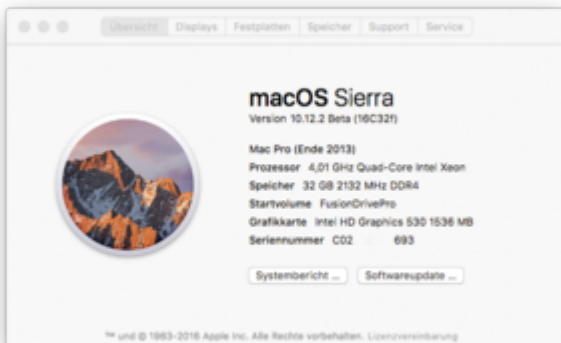 Übersicht Displays Festplatten Speicher Support Service
macOS Sierra
Version 10.12.2 Beta (16C32f)
Mac Pro (Ende 2013)
Prozessor 4,01 GHz Quad-Core Intel Xeon
Speicher 32 GB 2132 MHz DDR4
Startvolume FusionDrivePro
Grafikkarte Intel HD Graphics 530 1536 MB
Seriennummer C02 693
Systembericht ... Softwareupdate ...
™ und © 1983-2016 Apple Inc. Alle Rechte vorbehalten. Lizenzvereinbarung